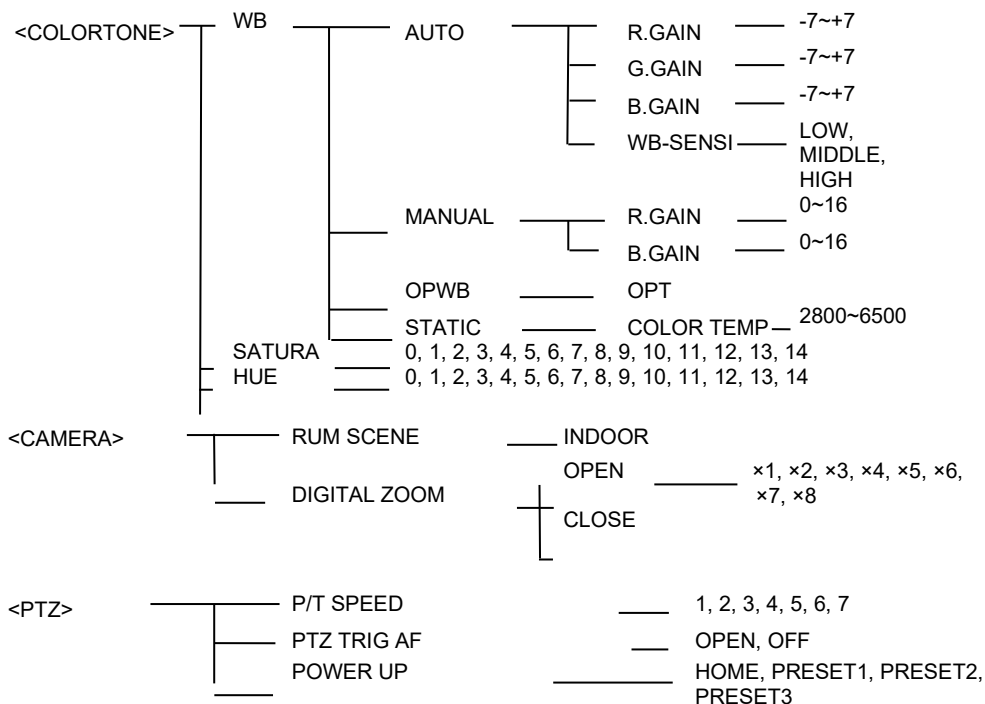 <COLORTONE> WB AUTO R.GAIN -7~+7
G.GAIN -7~+7
B.GAIN -7~+7
WB-SENSI LOW,
MIDDLE,
HIGH
MANUAL R.GAIN 0~16
B.GAIN 0~16
OPWB OPT
STATIC COLOR TEMP 2800~6500
SATURA 0, 1, 2, 3, 4, 5, 6, 7, 8, 9, 10, 11, 12, 13, 14
HUE 0, 1, 2, 3, 4, 5, 6, 7, 8, 9, 10, 11, 12, 13, 14
<CAMERA> RUM SCENE INDOOR
DIGITAL ZOOM OPEN ×1, ×2, ×3, ×4, ×5, ×6,
×7, ×8
CLOSE
<PTZ> P/T SPEED 1, 2, 3, 4, 5, 6, 7
PTZ TRIG AF OPEN, OFF
POWER UP HOME, PRESET1, PRESET2,
PRESET3